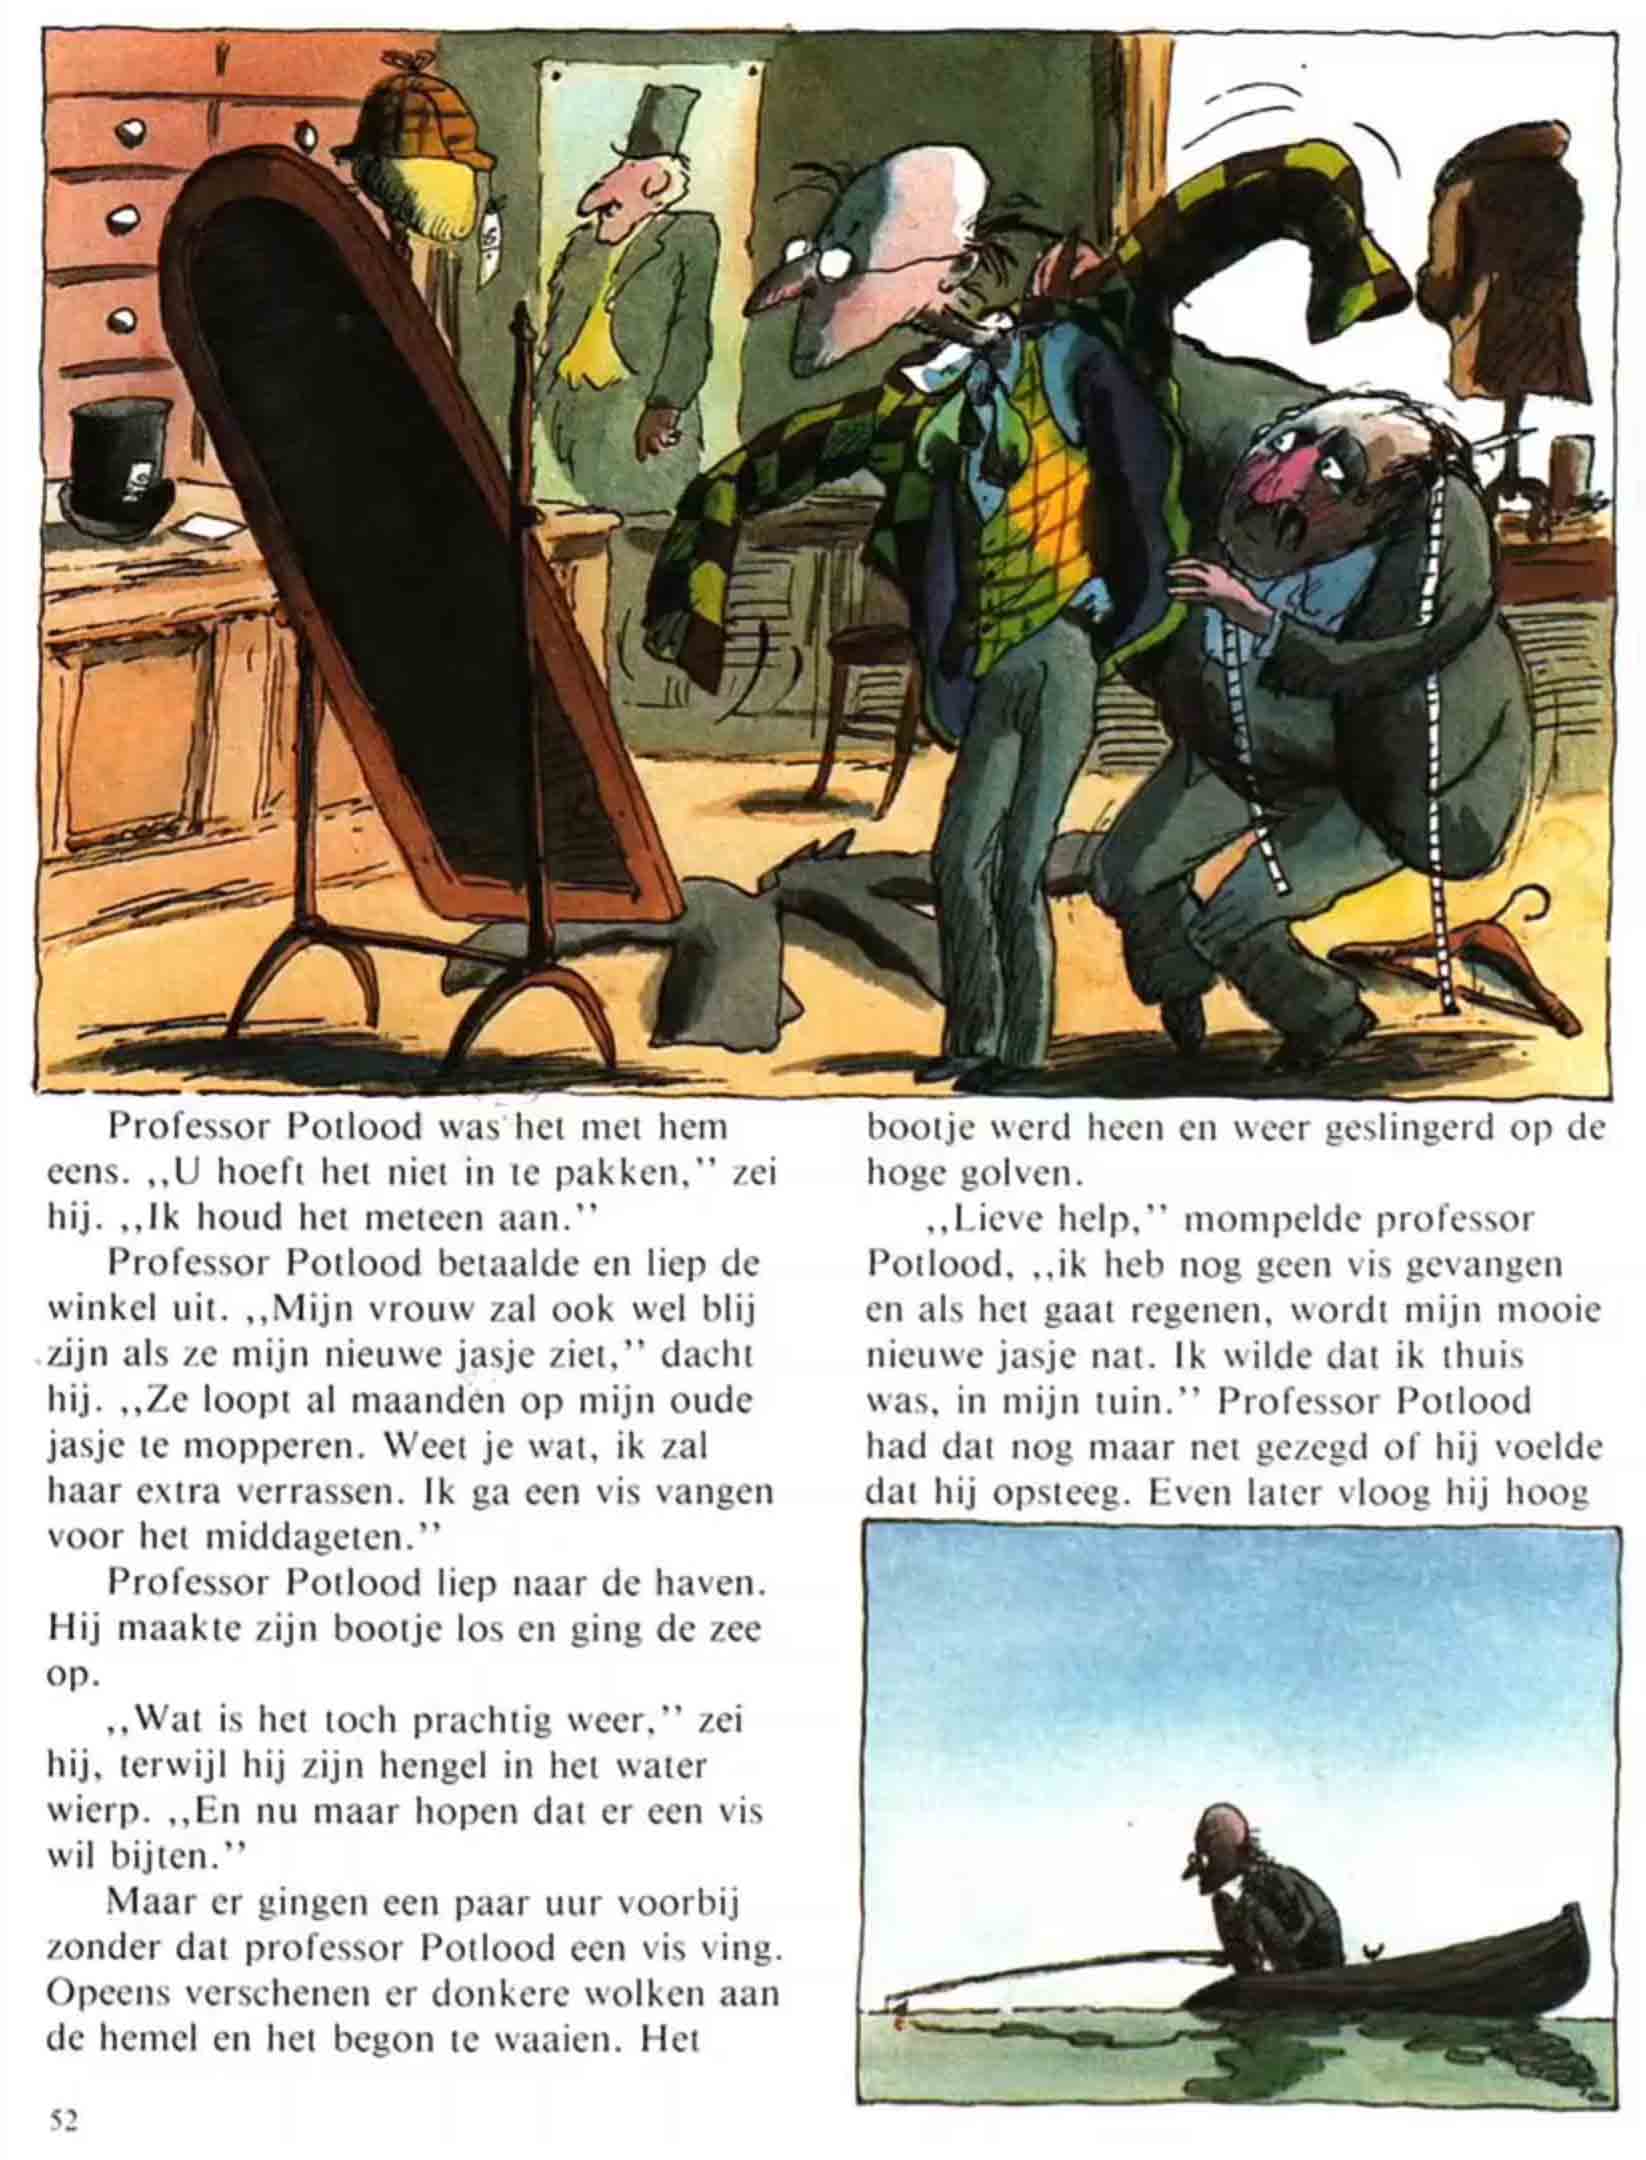 Professor Potlood was het met hem
eens. ,,U hoeft het niet in te pakken,'' zei
hij. ,,Ik houd het meteen aan.''
Professor Potlood betaalde en liep de
winkel uit. ,,Mijn vrouw zal ook wel blij
zijn als ze mijn nieuwe jasje ziet,'' dacht
hij. ,,Ze loopt al maanden op mijn oude
jasje te mopperen. Weet je wat, ik zal
haar extra verrassen. Ik ga een vis vangen
voor het middageten.''
Professor Potlood liep naar de haven.
Hij maakte zijn bootje los en ging de zee
op.
,,Wat is het toch prachtig weer,'' zei
hij, terwijl hij zijn hengel in het water
wierp. ,,En nu maar hopen dat er een vis
wil bijten.''
Maar er gingen een paar uur voorbij
zonder dat professor Potlood een vis ving.
Opeens verschenen er donkere wolken aan
de hemel en het begon te waaien. Het
bootje werd heen en weer geslingerd op de
hoge golven.
,,Lieve help,'' mompelde professor
Potlood, ,,ik heb nog geen vis gevangen
en als het gaat regenen, wordt mijn mooie
nieuwe jasje nat. Ik wilde dat ik thuis
was, in mijn tuin.'' Professor Potlood
had dat nog maar net gezegd of hij voelde
dat hij opsteeg. Even later vloog hij hoog
52